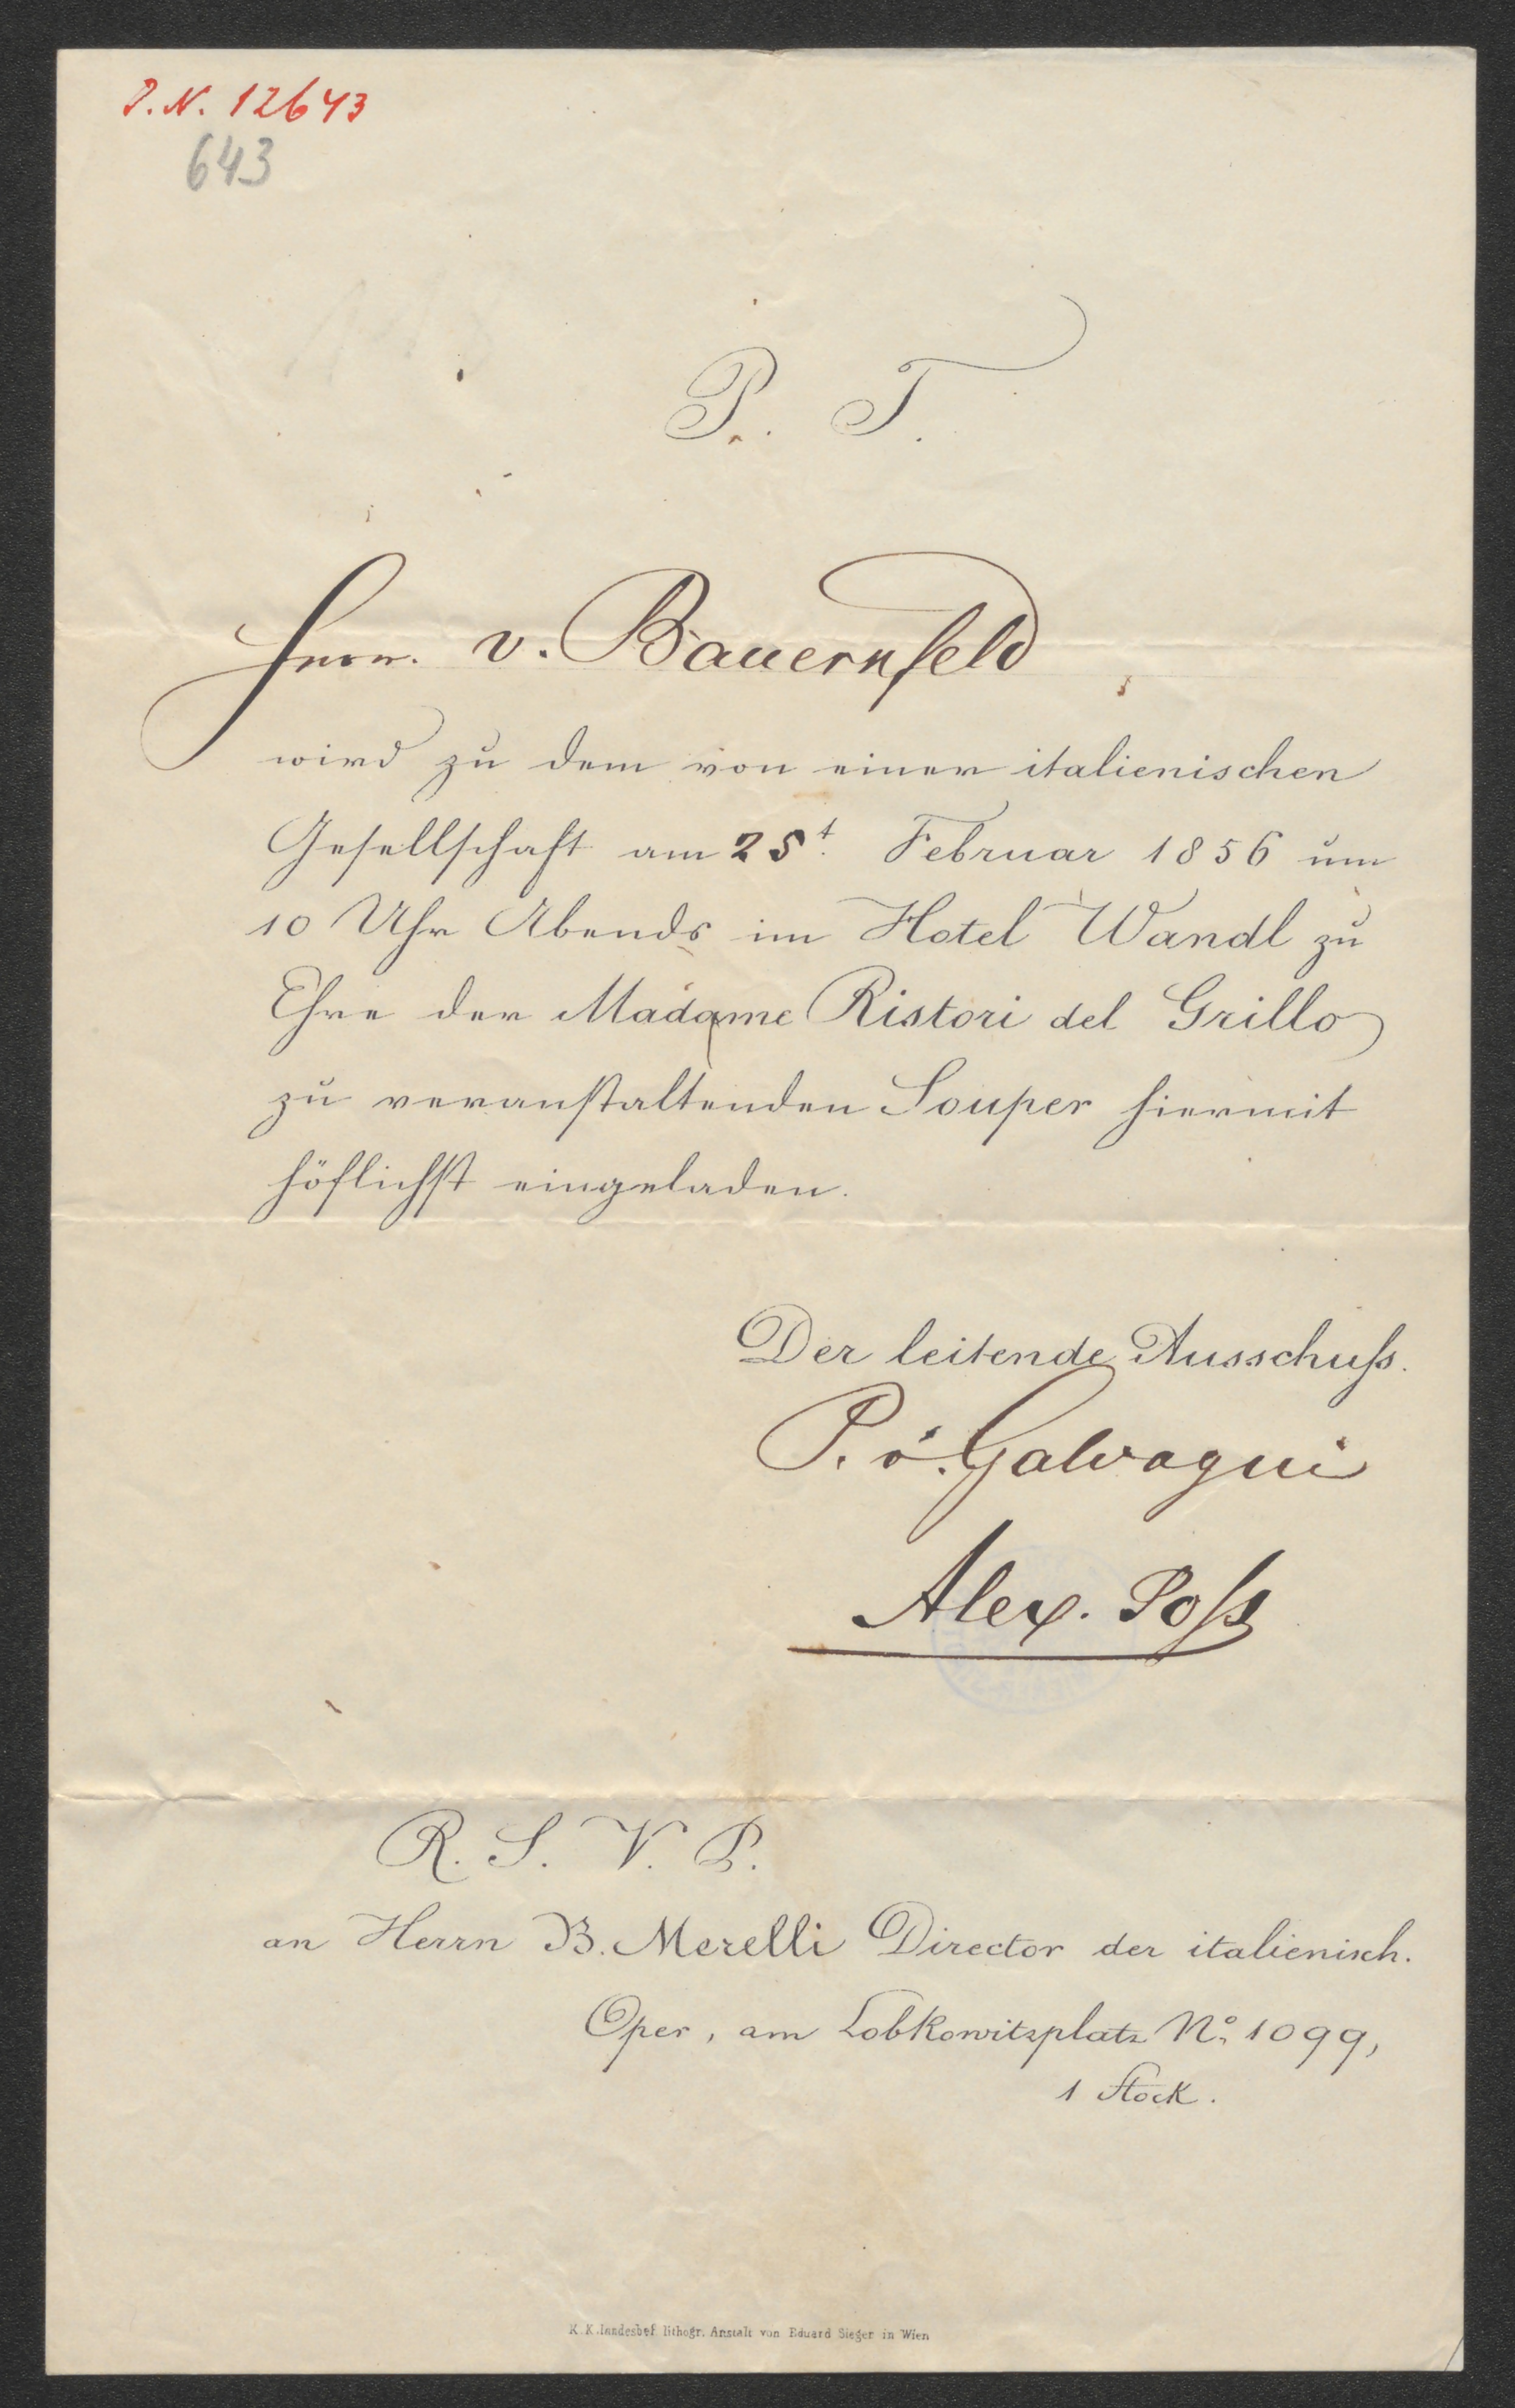 I.N. 12643
643
P. T.
Herrn v. Bauernfeld
wird zu dem von einer italienischen
Gesellschaft am 25t. Februar 1856 um
10 Uhr Abends im Hotel Wandl zu
Ehre der Madame Ristori del Grillo
zu veranstaltenden Souper hiermit
höflichst eingeladen.
Der leitende Ausschuſs.
P. v. Galvagni
Alex. Poſs
R. S. V. P.
an Herrn B. Merelli Director der italienisch.
Oper, am Lobkowitzplatz No. 1099,
1 Stock.
K. K. landesbef. lithogr. Anstalt von Eduard Sieger in Wien